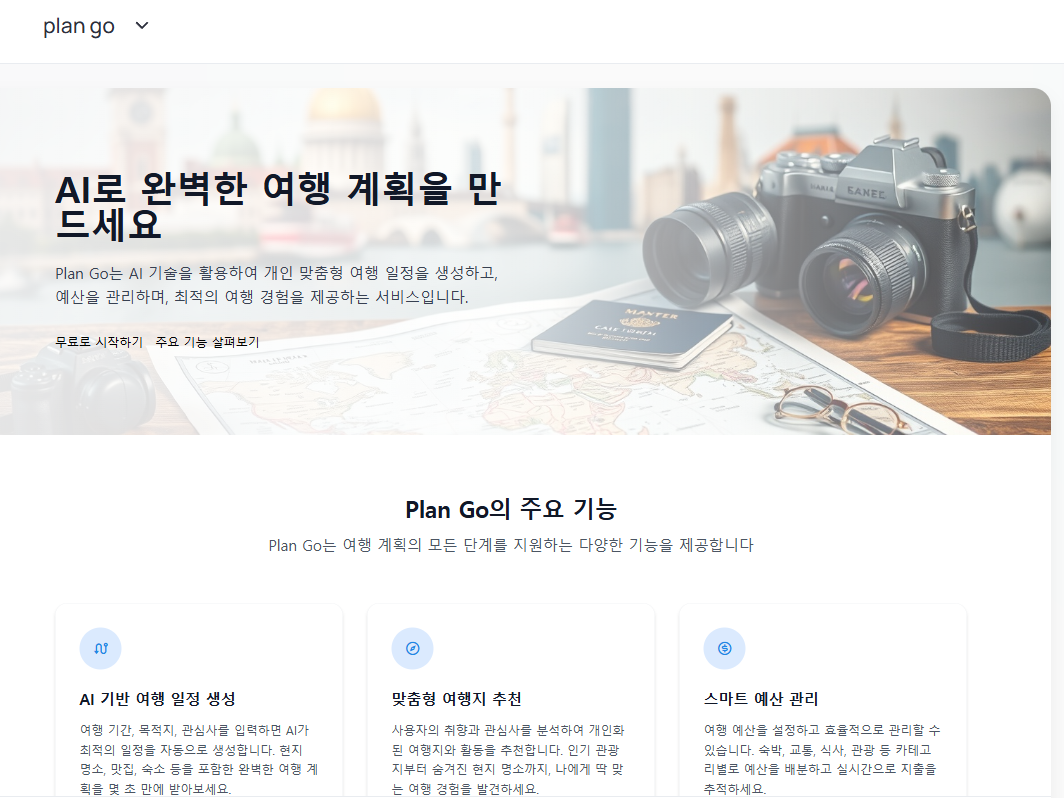 plan go
AI로 완벽한 여행 계획을 만
드세요
Plan Go는 AI 기술을 활용하여 개인 맞춤형 여행 일정을 생성하고,
예산을 관리하며, 최적의 여행 경험을 제공하는 서비스입니다.
무료로 시작하기 주요 기능 살펴보기
Plan Go의 주요 기능
Plan Go는 여행 계획의 모든 단계를 지원하는 다양한 기능을 제공합니다
AI 기반 여행 일정 생성
여행 기간, 목적지, 관심사를 입력하면 AI가
최적의 일정을 자동으로 생성합니다. 현지
명소, 맛집, 숙소 등을 포함한 완벽한 여행 계
획을 몇 초 만에 받아보세요.
맞춤형 여행지 추천
사용자의 취향과 관심사를 분석하여 개인화
된 여행지와 활동을 추천합니다. 인기 관광
지부터 숨겨진 현지 명소까지, 나에게 딱 맞
는 여행 경험을 발견하세요.
스마트 예산 관리
여행 예산을 설정하고 효율적으로 관리할 수
있습니다. 숙박, 교통, 식사, 관광 등 카테고
리별로 예산을 배분하고 실시간으로 지출을
추적하세요.